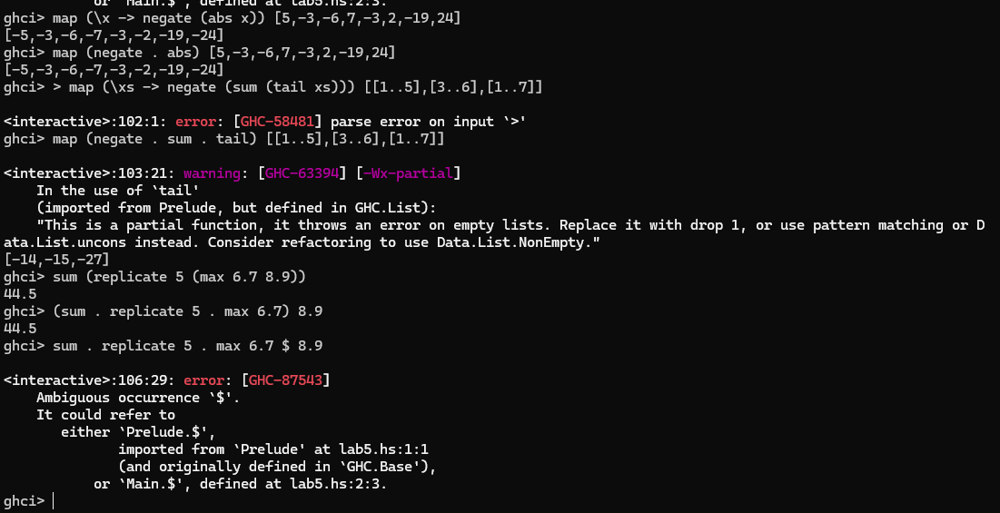 or `Main.$', defined at lab5.hs:2:3.
ghci> map (\x -> negate (abs x)) [5,-3,-6,7,-3,2,-19,24]
[-5,-3,-6,-7,-3,-2,-19,-24]
ghci> map (negate . abs) [5,-3,-6,7,-3,2,-19,24]
[-5,-3,-6,-7,-3,-2,-19,-24]
ghci> > map (\xs -> negate (sum (tail xs))) [[1..5],[3..6],[1..7]]
<interactive>:102:1: error: [GHC-58481] parse error on input `>'
ghci> map (negate . sum . tail) [[1..5],[3..6],[1..7]]
<interactive>:103:21: warning: [GHC-63394] [-Wx-partial]
    In the use of `tail'
    (imported from Prelude, but defined in GHC.List):
    "This is a partial function, it throws an error on empty lists. Replace it with drop 1, or use pattern matching or D
ata.List.uncons instead. Consider refactoring to use Data.List.NonEmpty."
[-14,-15,-27]
ghci> sum (replicate 5 (max 6.7 8.9))
44.5
ghci> (sum . replicate 5 . max 6.7) 8.9
44.5
ghci> sum . replicate 5 . max 6.7 $ 8.9
<interactive>:106:29: error: [GHC-87543]
    Ambiguous occurrence `$'.
    It could refer to
       either `Prelude.$',
              imported from `Prelude' at lab5.hs:1:1
              (and originally defined in `GHC.Base'),
           or `Main.$', defined at lab5.hs:2:3.
ghci>